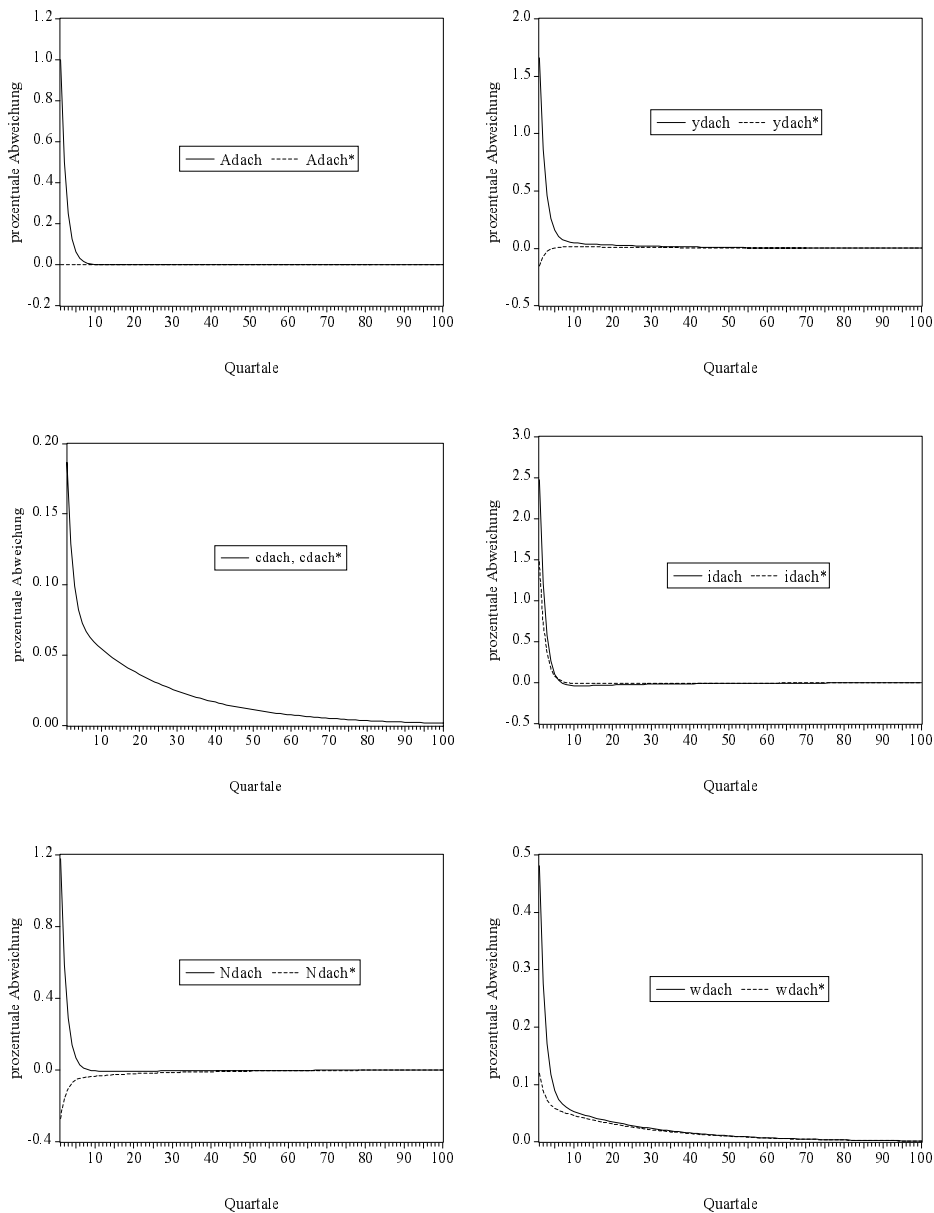 prozentuale Abweichung
1.2
1.0
0.8
0.6
0.4
0.2
0.0
-0.2
Adach Adach*
10 20 30 40 50 60 70 80 90 100
Quartale
prozentuale Abweichung
2.0
1.5
1.0
0.5
0.0
-0.5
ydach ydach*
10 20 30 40 50 60 70 80 90 100
Quartale
prozentuale Abweichung
0.20
0.15
0.10
0.05
0.00
cdach, cdach*
10 20 30 40 50 60 70 80 90 100
Quartale
prozentuale Abweichung
3.0
2.5
2.0
1.5
1.0
0.5
0.0
-0.5
idach idach*
10 20 30 40 50 60 70 80 90 100
Quartale
prozentuale Abweichung
1.2
0.8
0.4
0.0
-0.4
Ndach Ndach*
10 20 30 40 50 60 70 80 90 100
Quartale
prozentuale Abweichung
0.5
0.4
0.3
0.2
0.1
0.0
wdach wdach*
10 20 30 40 50 60 70 80 90 100
Quartale